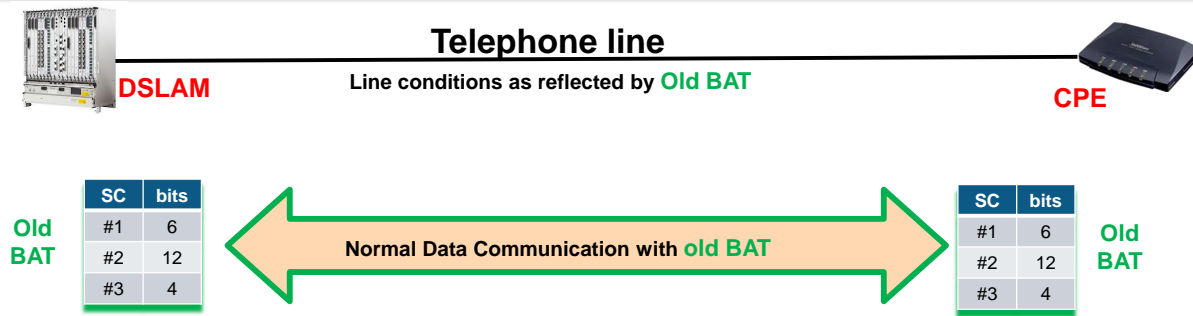 Telephone line
DSLAM
Line conditions as reflected by Old BAT
CPE
SC bits
#1 6
#2 12
#3 4
Old
BAT
Normal Data Communication with old BAT
SC bits
#1 6
#2 12
#3 4
Old
BAT